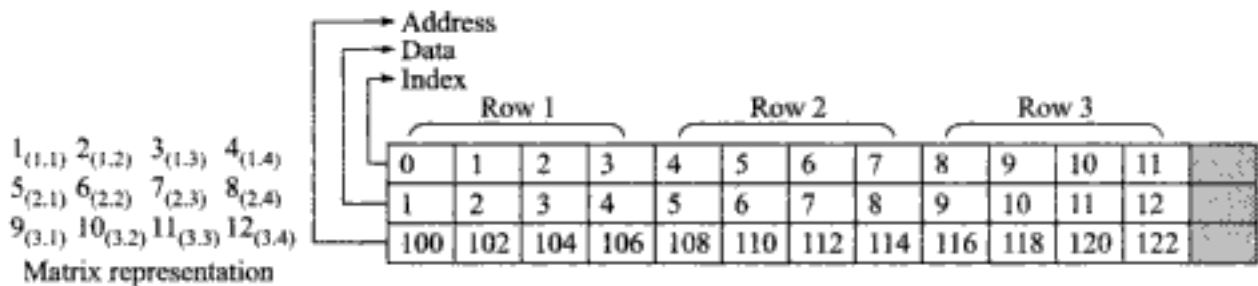 Address
Data
Index
Row 1 Row 2 Row 3
1(1.1) 2(1.2) 3(1.3) 4(1.4)
5(2.1) 6(2.2) 7(2.3) 8(2.4)
9(3.1) 10(3.2) 11(3.3) 12(3.4)
Matrix representation
0 1 2 3 4 5 6 7 8 9 10 11
1 2 3 4 5 6 7 8 9 10 11 12
100 102 104 106 108 110 112 114 116 118 120 122